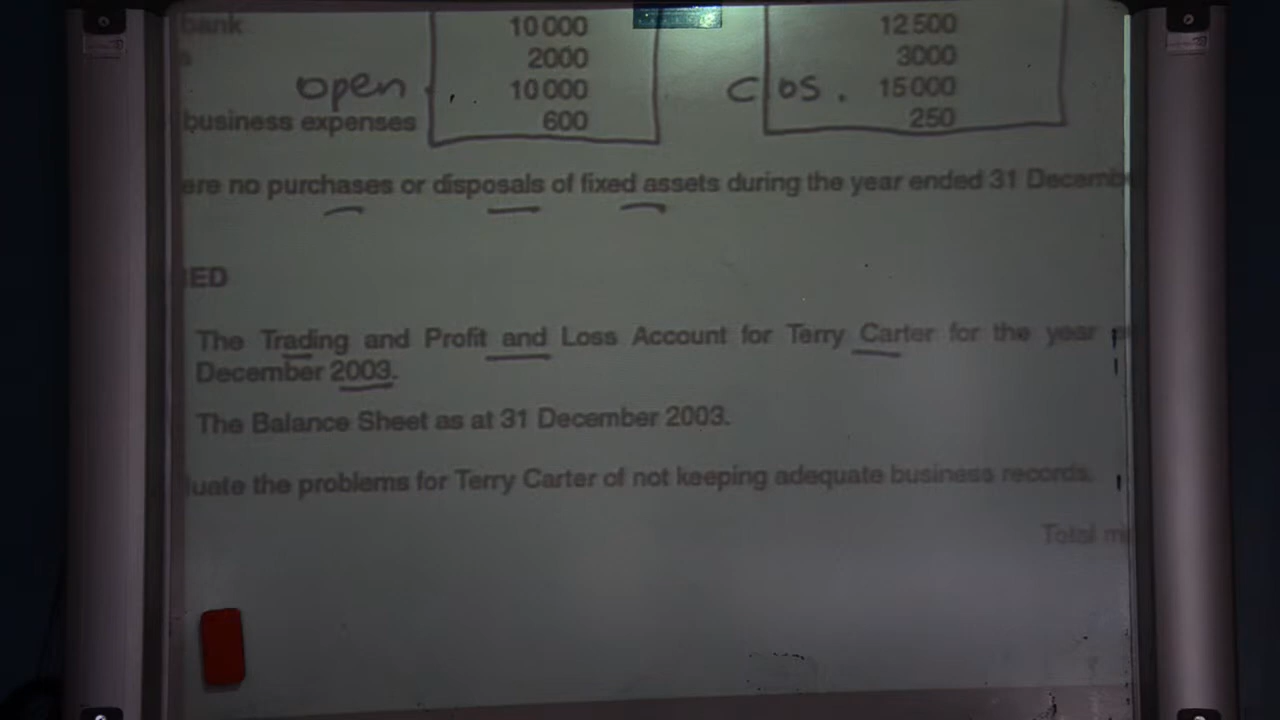 bank 10 000 12 500
s 2000 3000
open . 10 000 clos . 15 000
business expenses 600 250
ere no purchases or disposals of fixed assets during the year ended 31 Decemb
ED
The Trading and Profit and Loss Account for Terry Carter for the year
December 2003.
The Balance Sheet as at 31 December 2003.
luate the problems for Terry Carter of not keeping adequate business records.
Total m